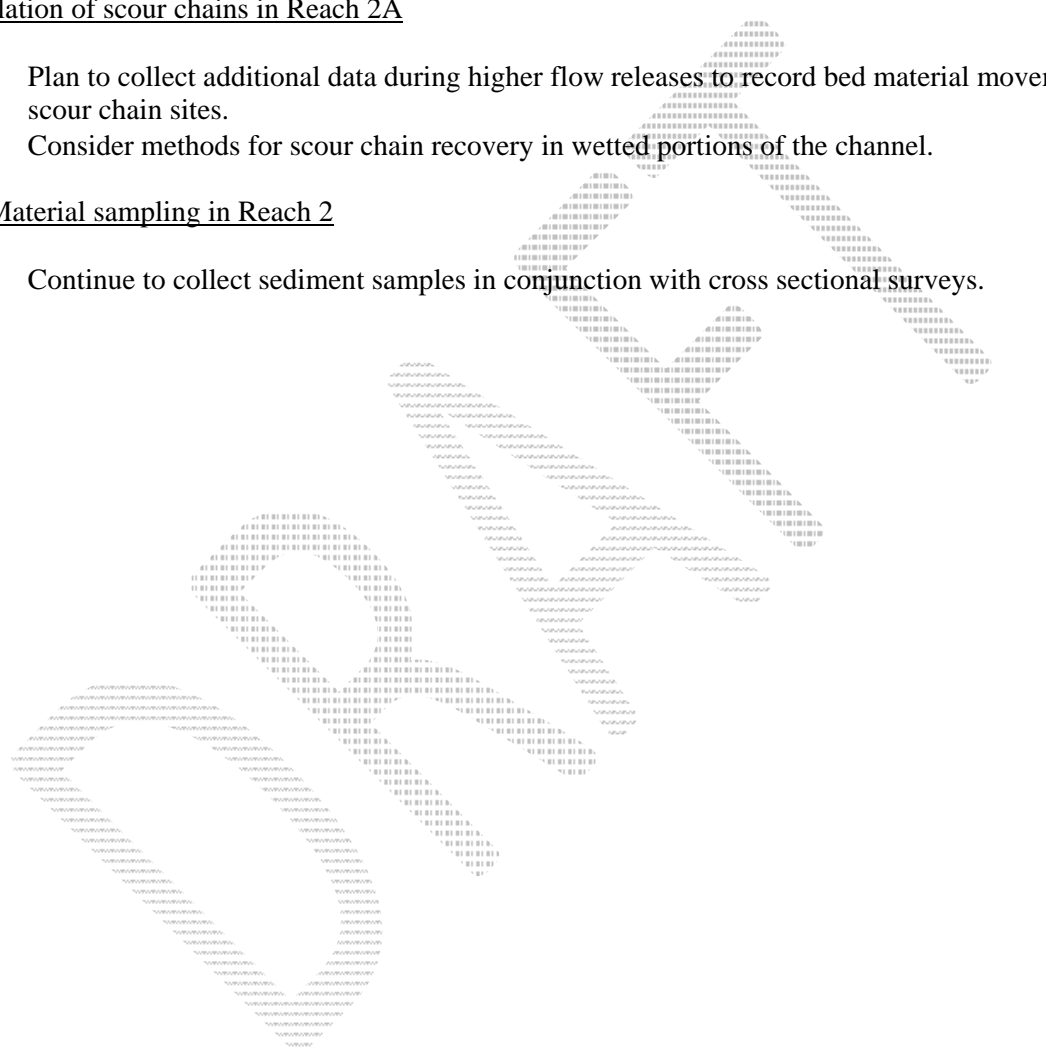 lation of scour chains in Reach 2A
Plan to collect additional data during higher flow releases to record bed material mover
scour chain sites.
Consider methods for scour chain recovery in wetted portions of the channel.
Material sampling in Reach 2
Continue to collect sediment samples in conjunction with cross sectional surveys.
DRAFT